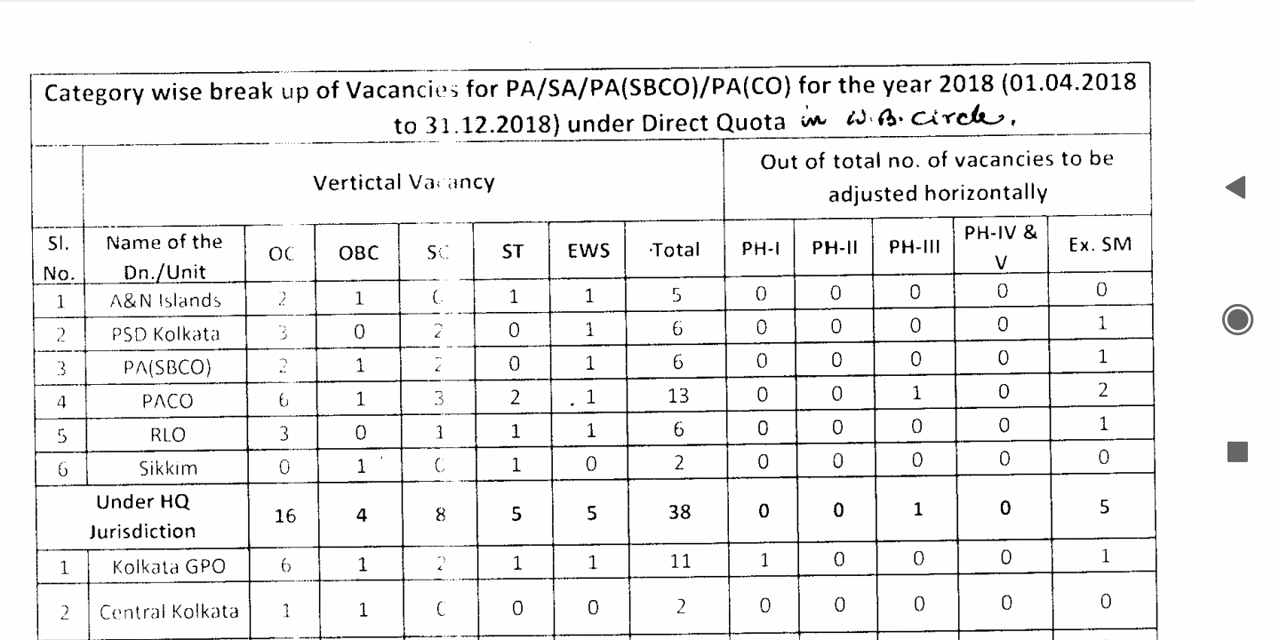 Category wise break up of Vacancies for PA/SA/PA(SBCO)/PA(CO) for the year 2018 (01.04.2018
to 31.12.2018) under Direct Quota in W.B. Circle.
Vertictal Vacancy
Out of total no. of vacancies to be
adjusted horizontally
Sl. No. Name of the Dn./Unit OC OBC SC ST EWS Total PH-I PH-II PH-III PH-IV & V Ex. SM
1 A&N Islands 2 1 0 1 1 5 0 0 0 0 0
2 PSD Kolkata 3 0 2 0 1 6 0 0 0 0 1
3 PA(SBCO) 2 1 2 0 1 6 0 0 0 0 1
4 PACO 6 1 3 2 1 13 0 0 1 0 2
5 RLO 3 0 1 1 1 6 0 0 0 0 1
6 Sikkim 0 1 0 1 0 2 0 0 0 0 0
Under HQ Jurisdiction 16 4 8 5 5 38 0 0 1 0 5
1 Kolkata GPO 6 1 2 1 1 11 1 0 0 0 1
2 Central Kolkata 1 1 0 0 0 2 0 0 0 0 0